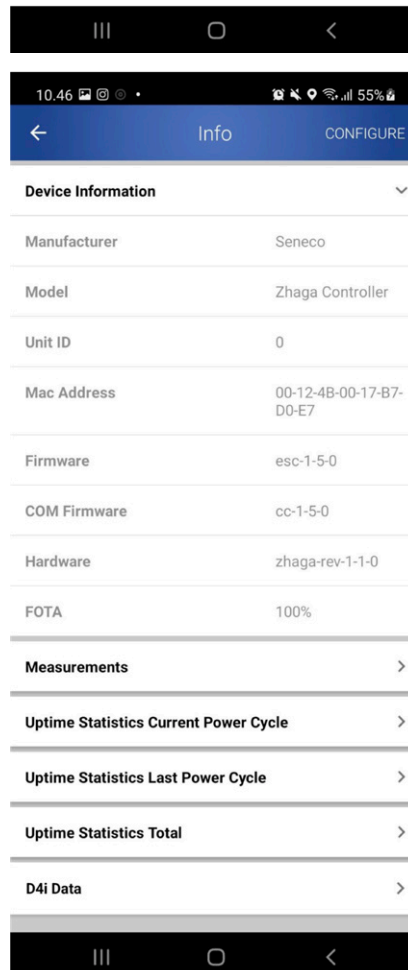 10.46 55%
Info CONFIGURE
Device Information
Manufacturer Seneco
Model Zhaga Controller
Unit ID 0
Mac Address 00-12-4B-00-17-B7-
D0-E7
Firmware esc-1-5-0
COM Firmware cc-1-5-0
Hardware zhaga-rev-1-1-0
FOTA 100%
Measurements
Uptime Statistics Current Power Cycle
Uptime Statistics Last Power Cycle
Uptime Statistics Total
D4i Data